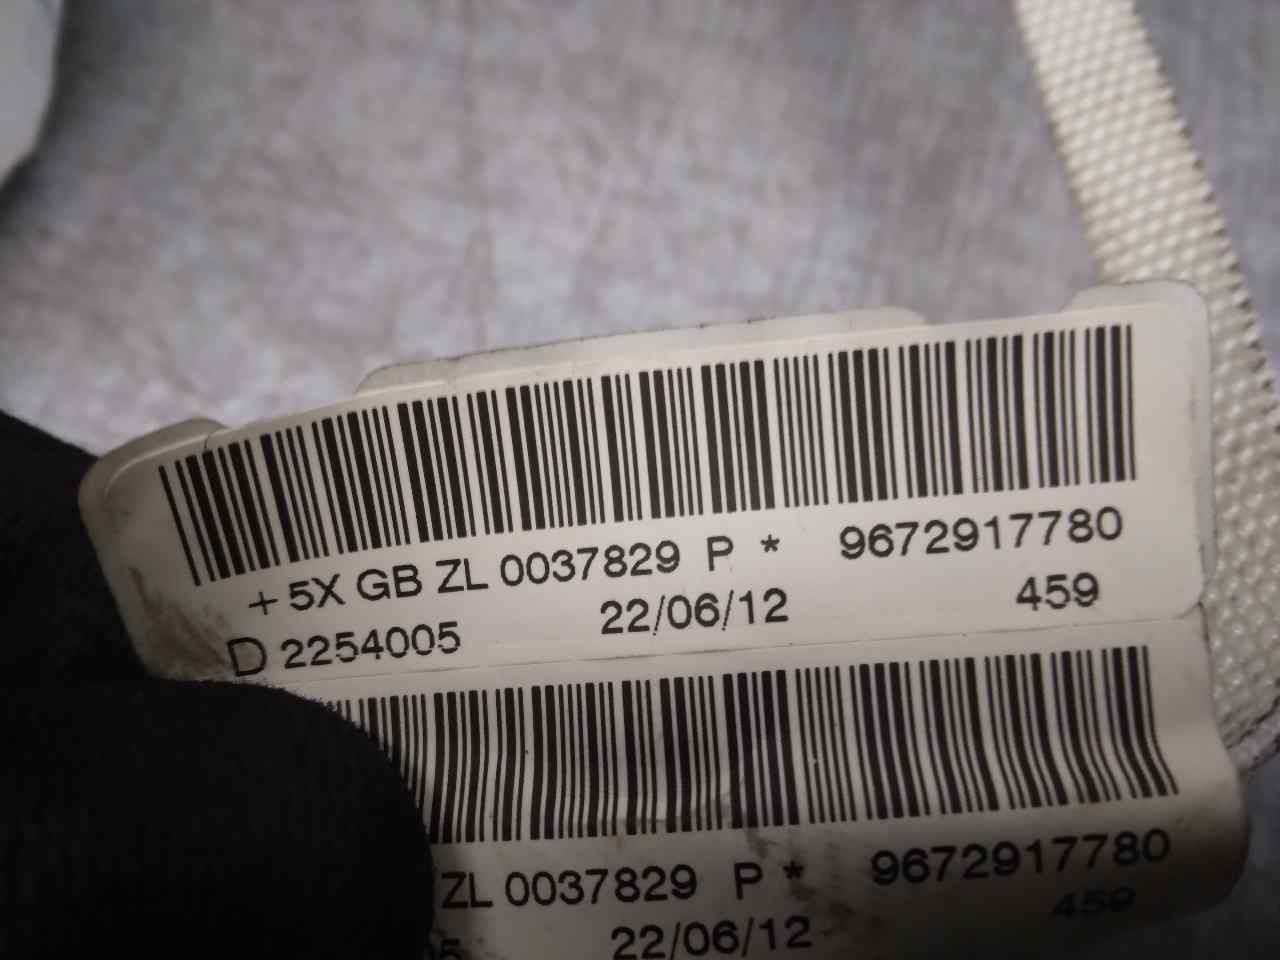 + 5X GB ZL 0037829 P * 9672917780
D 2254005 22/06/12 459
ZL 0037829 P * 9672917780
22/06/12 459